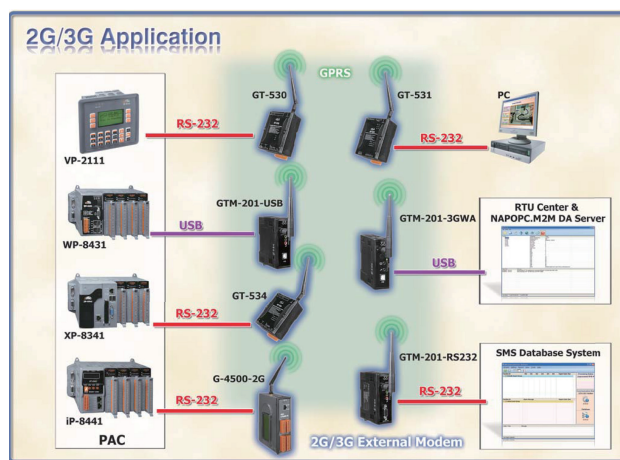 2G/3G Application
GPRS
GT-530
GT-531
PC
RS-232
RS-232
VP-2111
GTM-201-USB
GTM-201-3GWA
RTU Center &
NAPOPC.M2M DA Server
USB
USB
WP-8431
GT-534
RS-232
XP-8341
G-4500-2G
GTM-201-RS232
SMS Database System
RS-232
RS-232
iP-8441
PAC
2G/3G External Modem